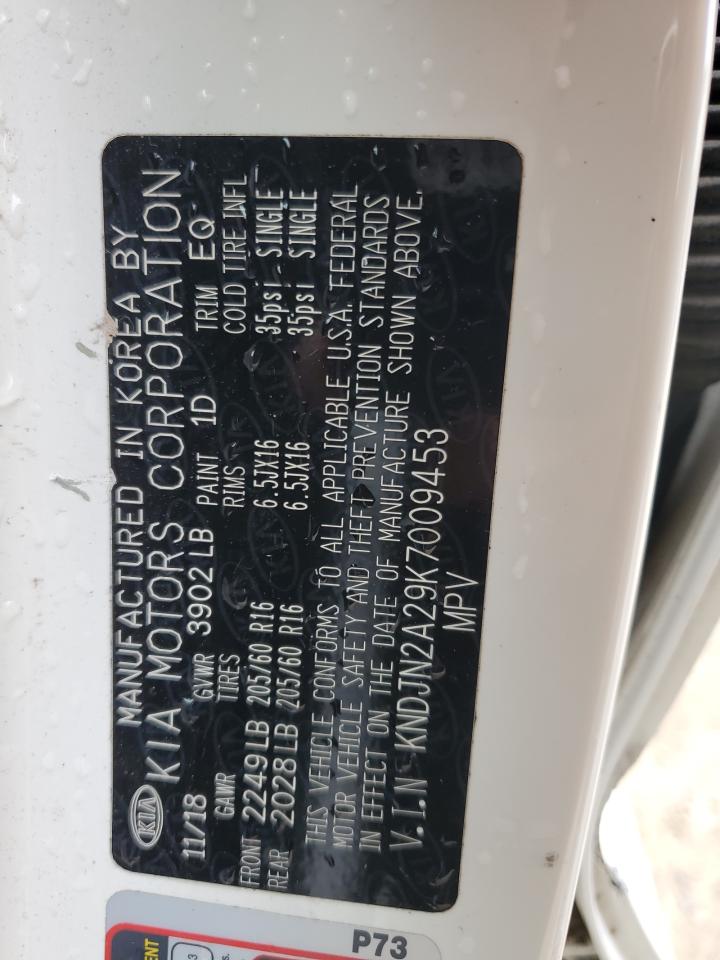 MANUFACTURED IN KOREA BY
KIA KIA MOTORS CORPORATION
11/18 GVWR 3902 LB PAINT 1D TRIM EQ
GAWR TIRES RIMS COLD TIRE INFL.
FRONT 2249LB 205/60 R16 6.5JX16 35psi SINGLE
REAR 2028LB 205/60 R16 6.5JX16 35psi SINGLE
THIS VEHICLE CONFORMS TO ALL APPLICABLE U.S.A. FEDERAL
MOTOR VEHICLE SAFETY AND THEFT PREVENTION STANDARDS
IN EFFECT ON THE DATE OF MANUFACTURE SHOWN ABOVE.
V.I.N KNDJN2A29K7009453
MPV
P73